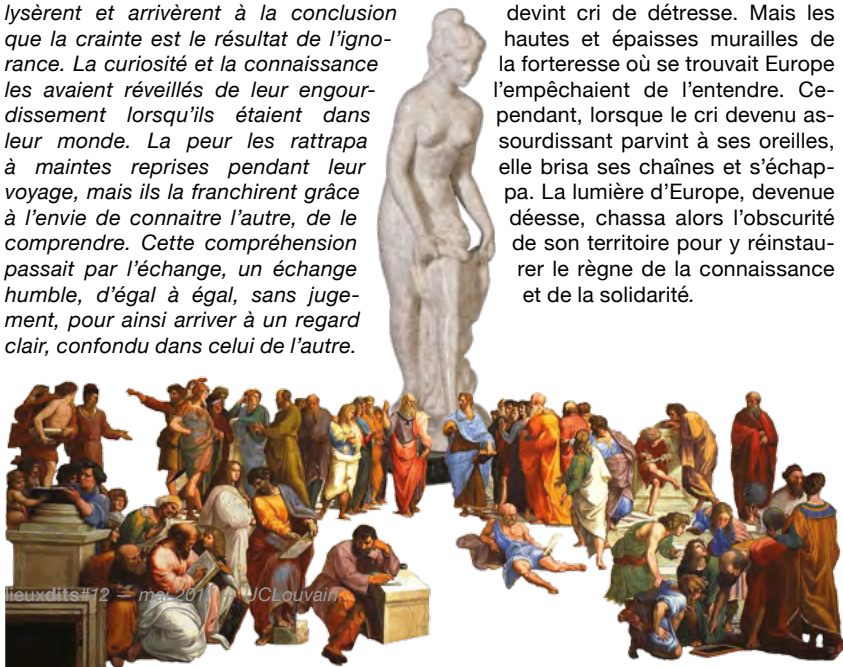 lysèrent et arrivèrent à la conclusion
que la crainte est le résultat de l'igno-
rance. La curiosité et la connaissance
les avaient réveillés de leur engour-
dissement lorsqu'ils étaient dans
leur monde. La peur les rattrapa
à maintes reprises pendant leur
voyage, mais ils la franchirent grâce
à l'envie de connaitre l'autre, de le
comprendre. Cette compréhension
passait par l'échange, un échange
humble, d'égal à égal, sans juge-
ment, pour ainsi arriver à un regard
clair, confondu dans celui de l'autre.
devint cri de détresse. Mais les
hautes et épaisses murailles de
la forteresse où se trouvait Europe
l'empêchaient de l'entendre. Ce-
pendant, lorsque le cri devenu as-
sourdissant parvint à ses oreilles,
elle brisa ses chaînes et s'échap-
pa. La lumière d'Europe, devenue
déesse, chassa alors l'obscurité
de son territoire pour y réinstau-
rer le règne de la connaissance
et de la solidarité.
lieuxdits#12 — mai UCLouvain